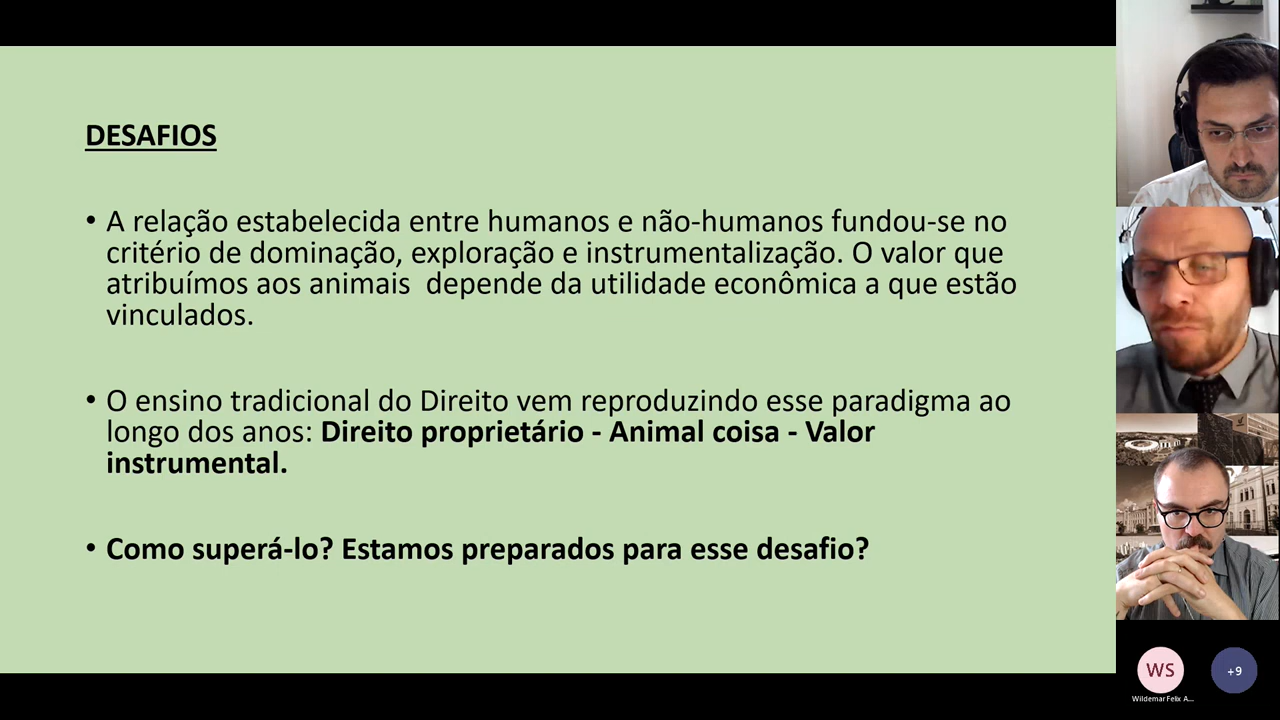 DESAFIOS
• A relação estabelecida entre humanos e não-humanos fundou-se no
critério de dominação, exploração e instrumentalização. O valor que
atribuímos aos animais  depende da utilidade econômica a que estão
vinculados.
• O ensino tradicional do Direito vem reproduzindo esse paradigma ao
longo dos anos: Direito proprietário - Animal coisa - Valor
instrumental.
• Como superá-lo? Estamos preparados para esse desafio?
WS
+9
Wildemar Felix A...